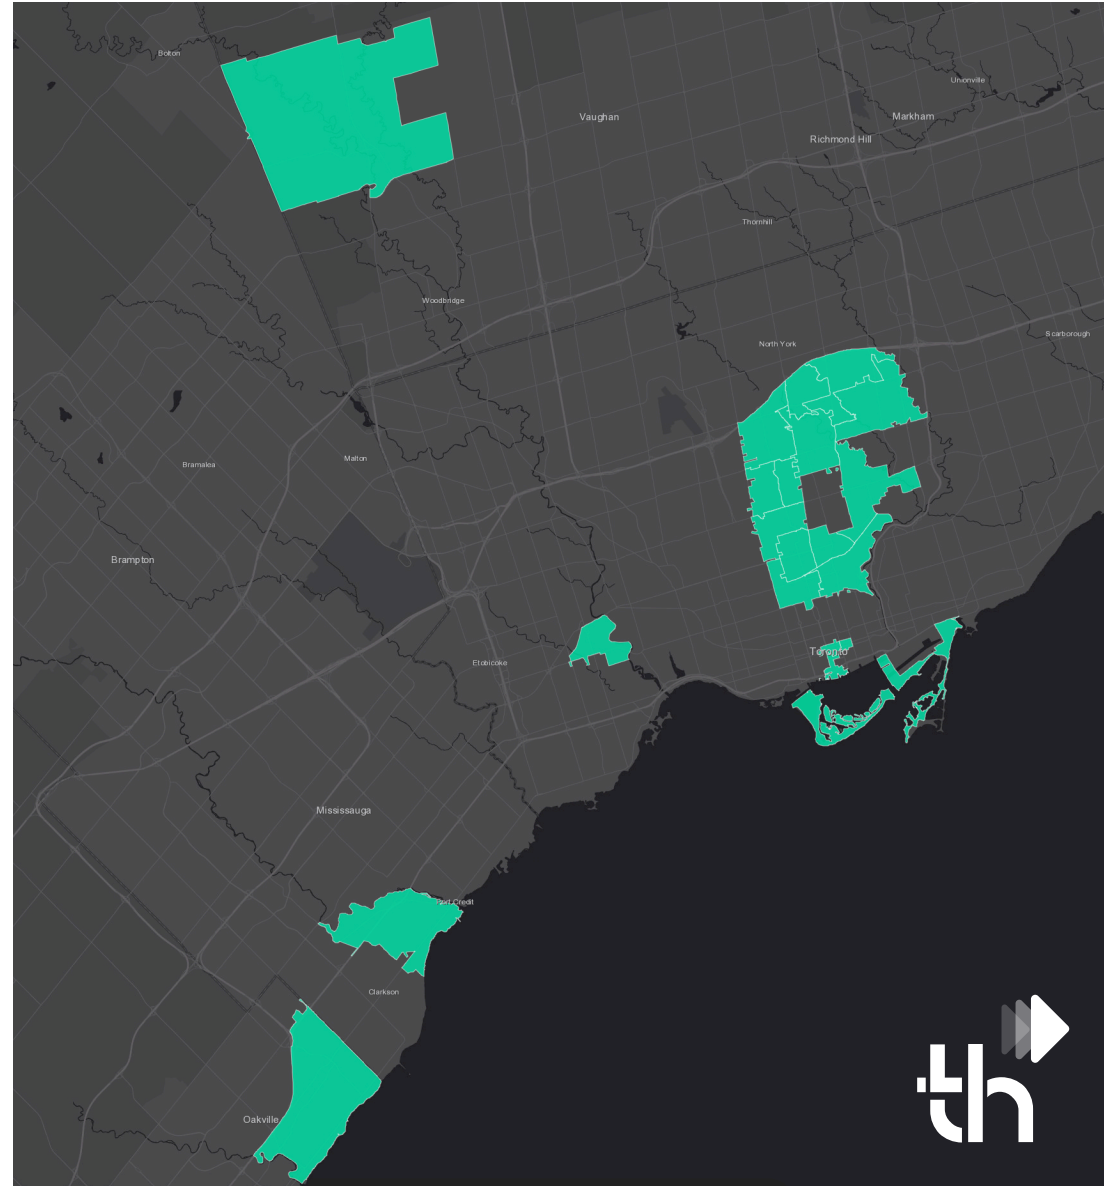 Bolton
Unionville
Vaughan
Markham
Richmond Hill
Thornhill
Woodbridge
Scarborough
North York
Malton
Bramalea
Brampton
Toronto
Etobicoke
Mississauga
Port Credit
Clarkson
Oakville
th